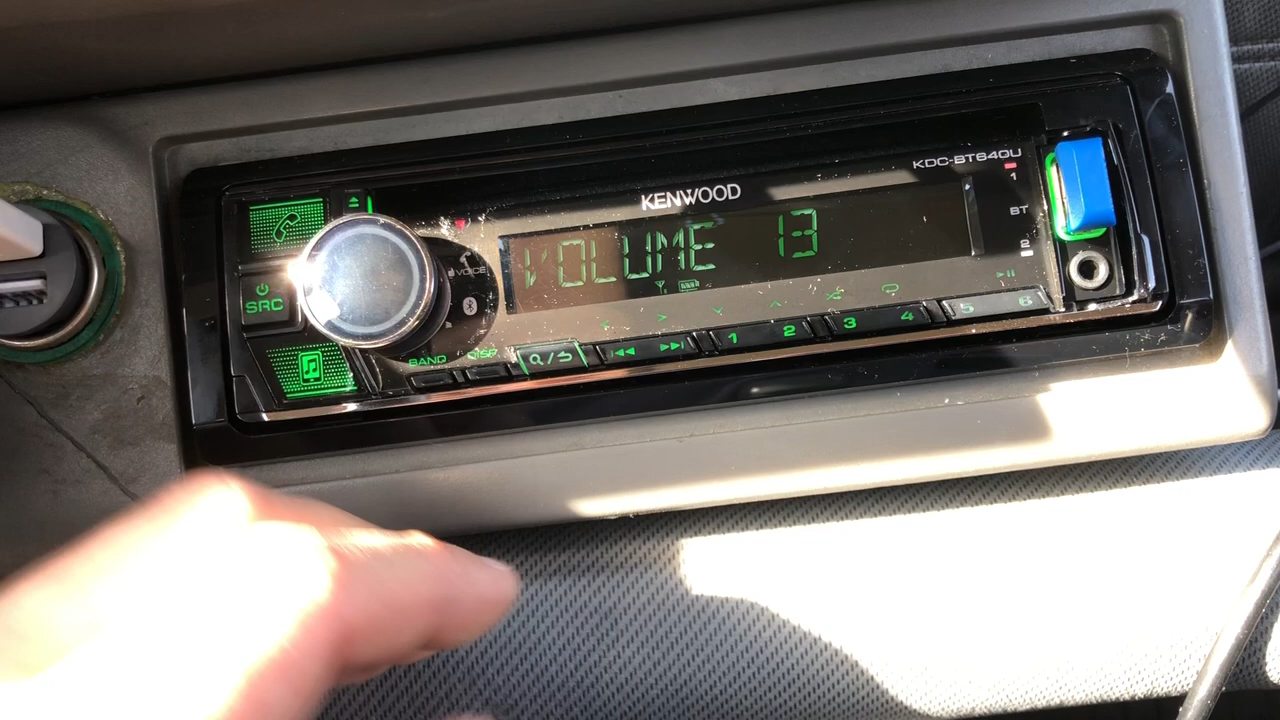 KENWOOD
KDC-BT640U
VOLUME 13
VOICE
SRC
1
BT
2
BAND
DISP
1 2 3 4 5 6